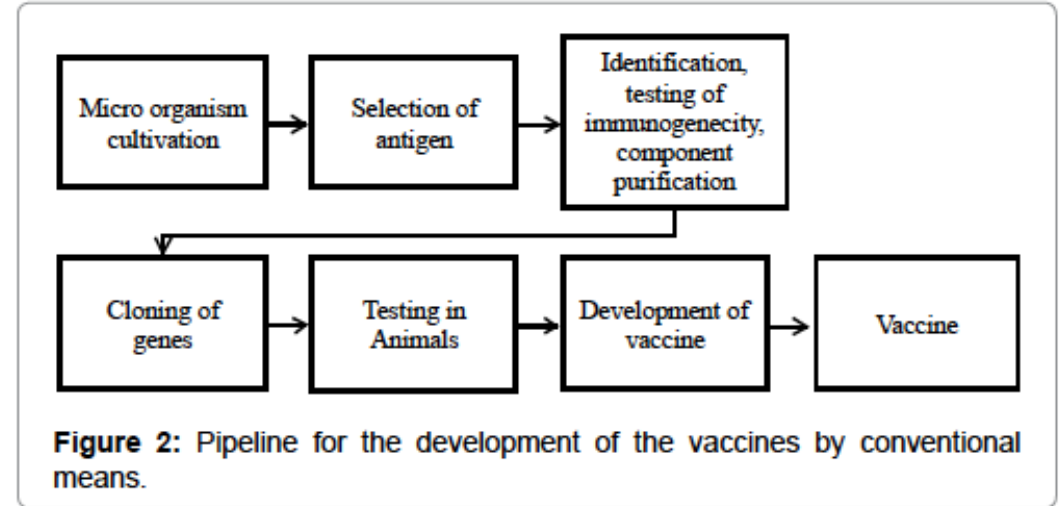 Micro organism
cultivation
Selection of
antigen
Identification,
testing of
immunogenecity,
component
purification
Cloning of
genes
Testing in
Animals
Development of
vaccine
Vaccine
Figure 2: Pipeline for the development of the vaccines by conventional
means.